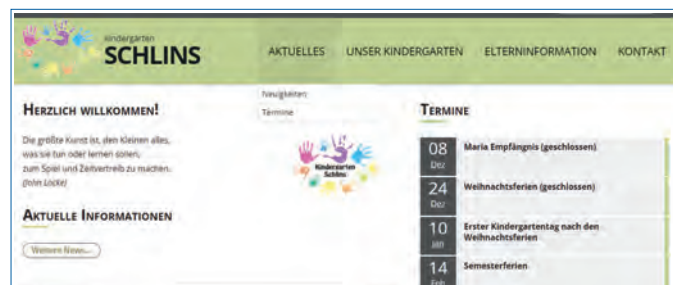 kindergarten
SCHLINS
AKTUELLES UNSER KINDERGARTEN ELTERNINFORMATION KONTAKT
Neuigkeiten
Termine
HERZLICH WILLKOMMEN!
Die größte Kunst ist, den Kleinen alles,
was sie tun oder lernen sollen,
zum Spiel und Zeitvertreib zu machen.
(John Locke)
Kindergarten
Schlins
AKTUELLE INFORMATIONEN
Weitere News...
TERMINE
08 Dez Maria Empfängnis (geschlossen)
24 Dez Weihnachtsferien (geschlossen)
10 Jan Erster Kindergartentag nach den
Weihnachtsferien
14 Feb Semesterferien